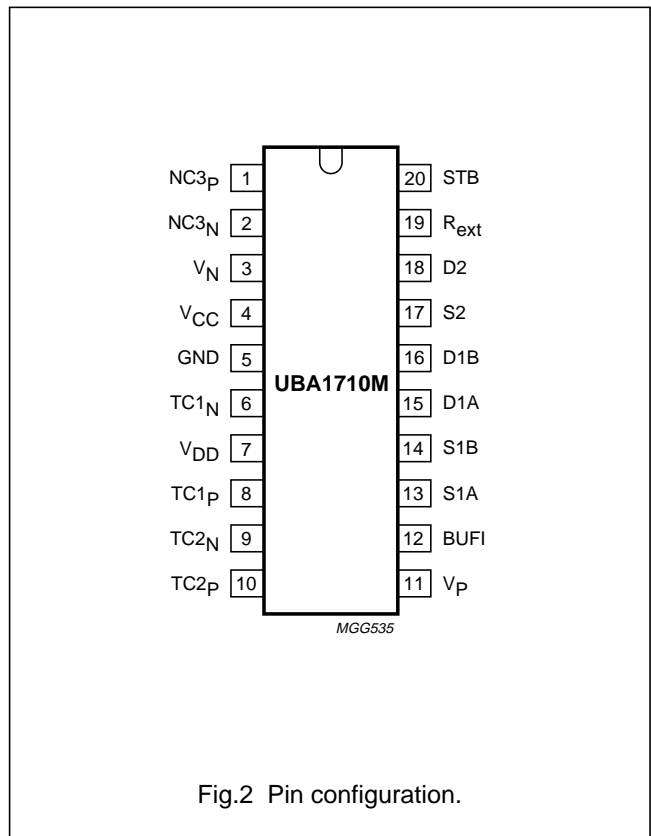 NC3P 1 20 STB
NC3N 2 19 Rext
VN 3 18 D2
VCC 4 17 S2
GND 5 16 D1B
UBA1710M
TC1N 6 15 D1A
VDD 7 14 S1B
TC1P 8 13 S1A
TC2N 9 12 BUFI
TC2P 10 11 VP
MGG535
Fig.2 Pin configuration.